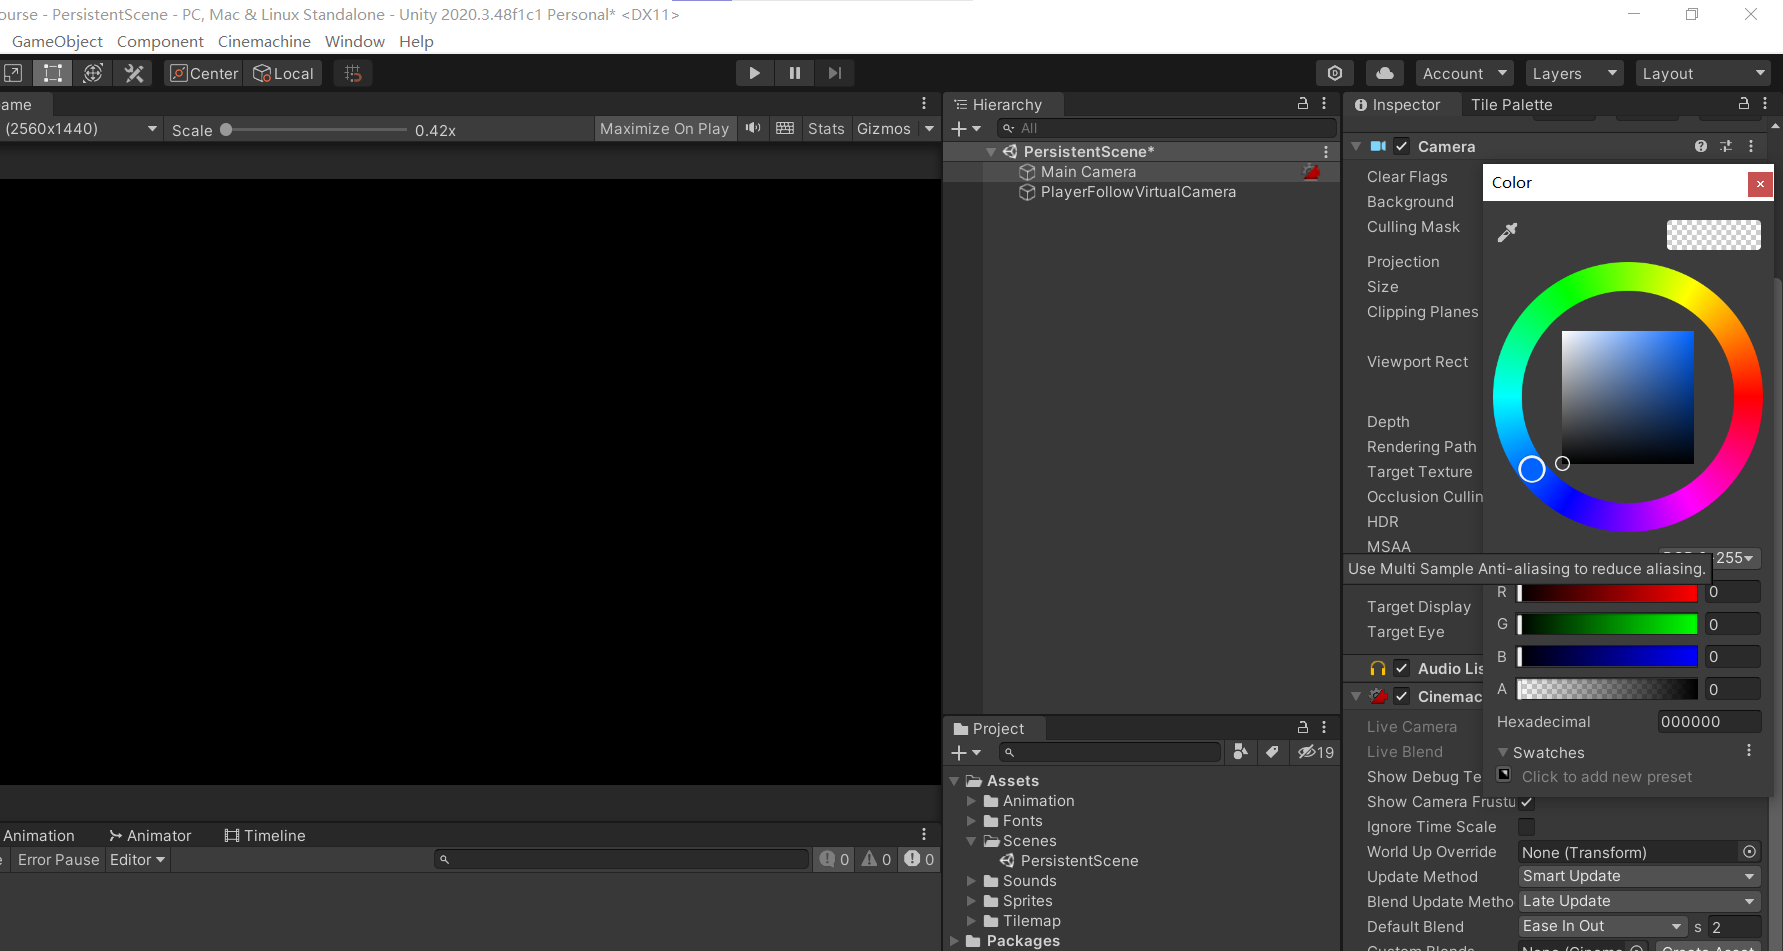 ourse - PersistentScene - PC, Mac & Linux Standalone - Unity 2020.3.48f1c1 Personal* <DX11>
GameObject Component Cinemachine Window Help
Center Local
Account Layers Layout
ame
(2560x1440) Scale 0.42x Maximize On Play Stats Gizmos
Hierarchy
All
PersistentScene*
Main Camera
PlayerFollowVirtualCamera
Inspector Tile Palette
Camera
Clear Flags
Background
Culling Mask
Projection
Size
Clipping Planes
Viewport Rect
Depth
Rendering Path
Target Texture
Occlusion Cullin
HDR
MSAA
Use Multi Sample Anti-aliasing to reduce aliasing.
Target Display
Target Eye
Color
255
R 0
G 0
B 0
A 0
Hexadecimal 000000
Swatches
Click to add new preset
Audio Lis
Cinemac
Live Camera
Live Blend
Show Debug Te
Show Camera Frustu
Ignore Time Scale
World Up Override None (Transform)
Update Method Smart Update
Blend Update Metho Late Update
Default Blend Ease In Out s 2
Project
19
Assets
Animation
Fonts
Scenes
PersistentScene
Sounds
Sprites
Tilemap
Packages
Animation Animator Timeline
Error Pause Editor 0 0 0